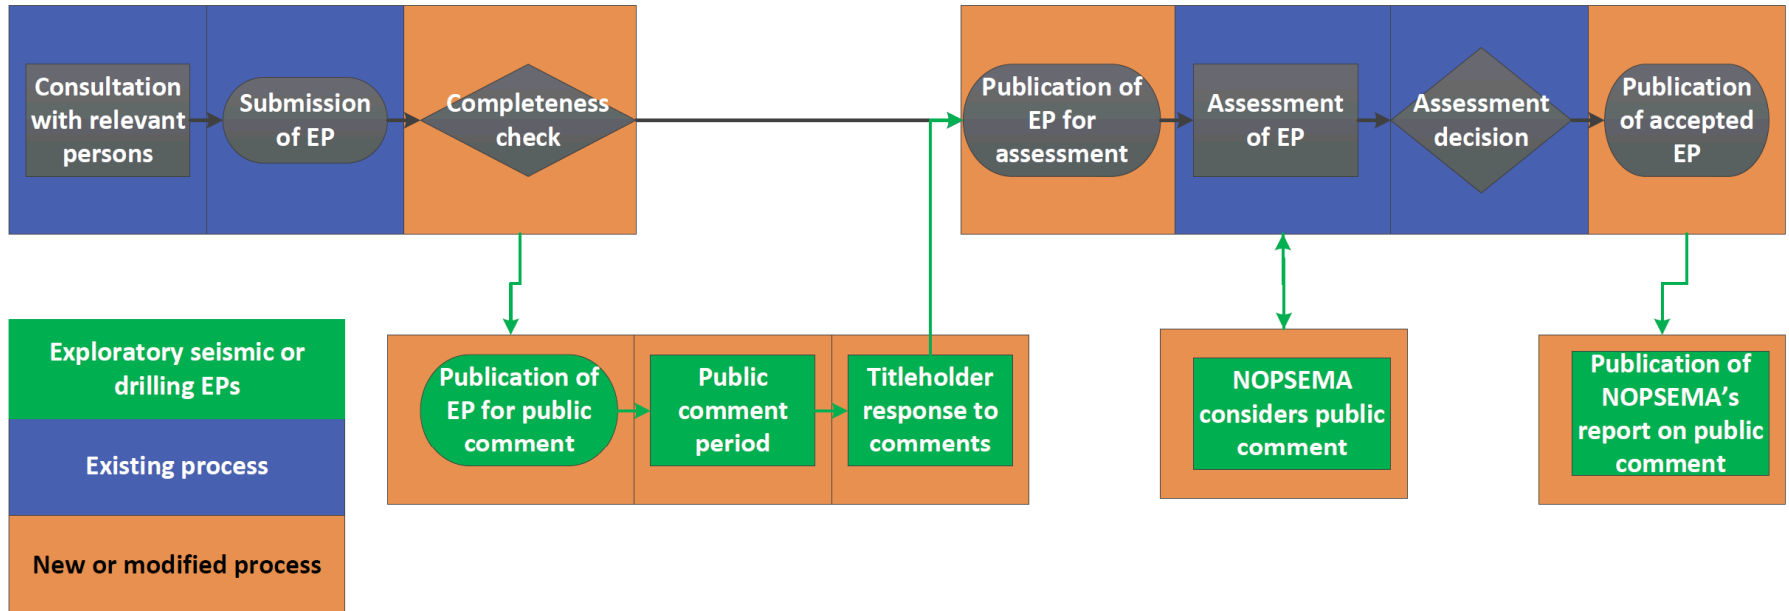 Consultation
with relevant
persons
Submission
of EP
Completeness
check
Publication of
EP for
assessment
Assessment
of EP
Assessment
decision
Publication
of accepted
EP
Publication of
EP for public
comment
Public
comment
period
Titleholder
response to
comments
NOPSEMA
considers public
comment
Publication of
NOPSEMA’s
report on public
comment
Exploratory seismic or
drilling EPs
Existing process
New or modified process